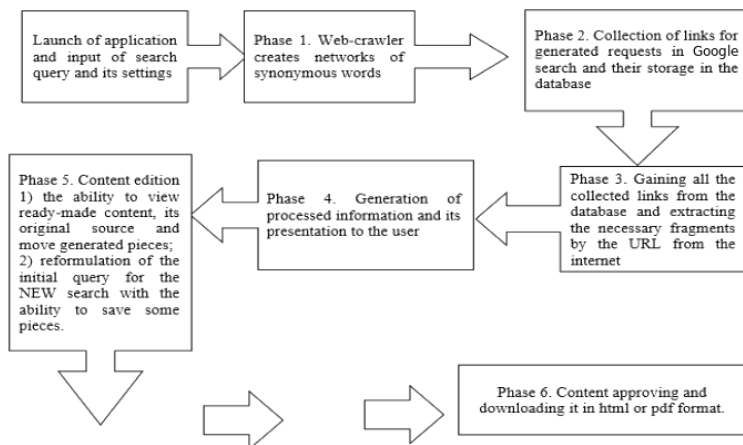 Launch of application
and input of search
query and its settings
Phase 1. Web-crawler
creates networks of
synonymous words
Phase 2. Collection of links for
generated requests in Google
search and their storage in the
database
Phase 3. Gaining all the
collected links from the
database and extracting
the necessary fragments
by the URL from the
internet
Phase 4. Generation of
processed information and its
presentation to the user
Phase 5. Content edition
1) the ability to view
ready-made content, its
original source and
move generated pieces;
2) reformulation of the
initial query for the
NEW search with the
ability to save some
pieces.
Phase 6. Content approving and
downloading it in html or pdf format.